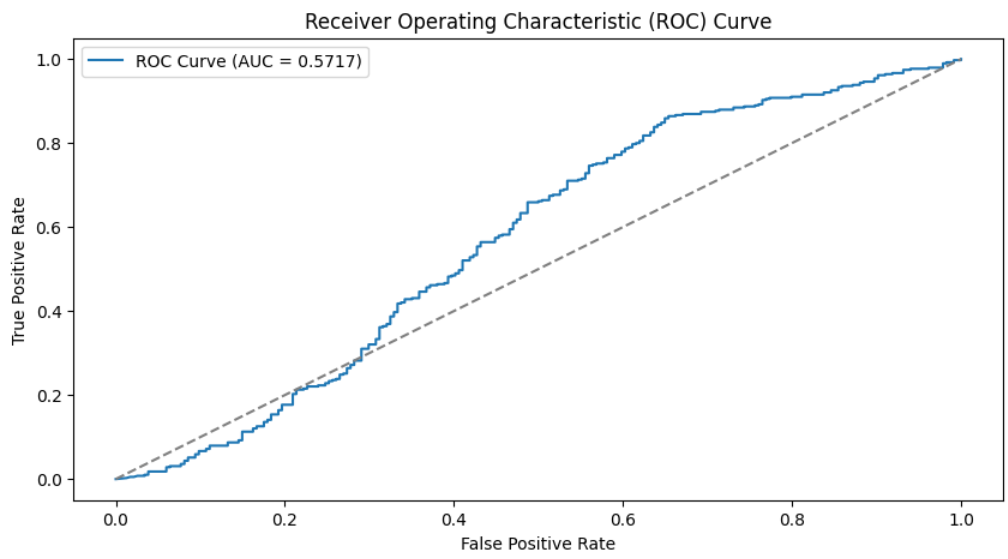 Receiver Operating Characteristic (ROC) Curve
ROC Curve (AUC = 0.5717)
True Positive Rate
1.0
0.8
0.6
0.4
0.2
0.0
0.0 0.2 0.4 0.6 0.8 1.0
False Positive Rate